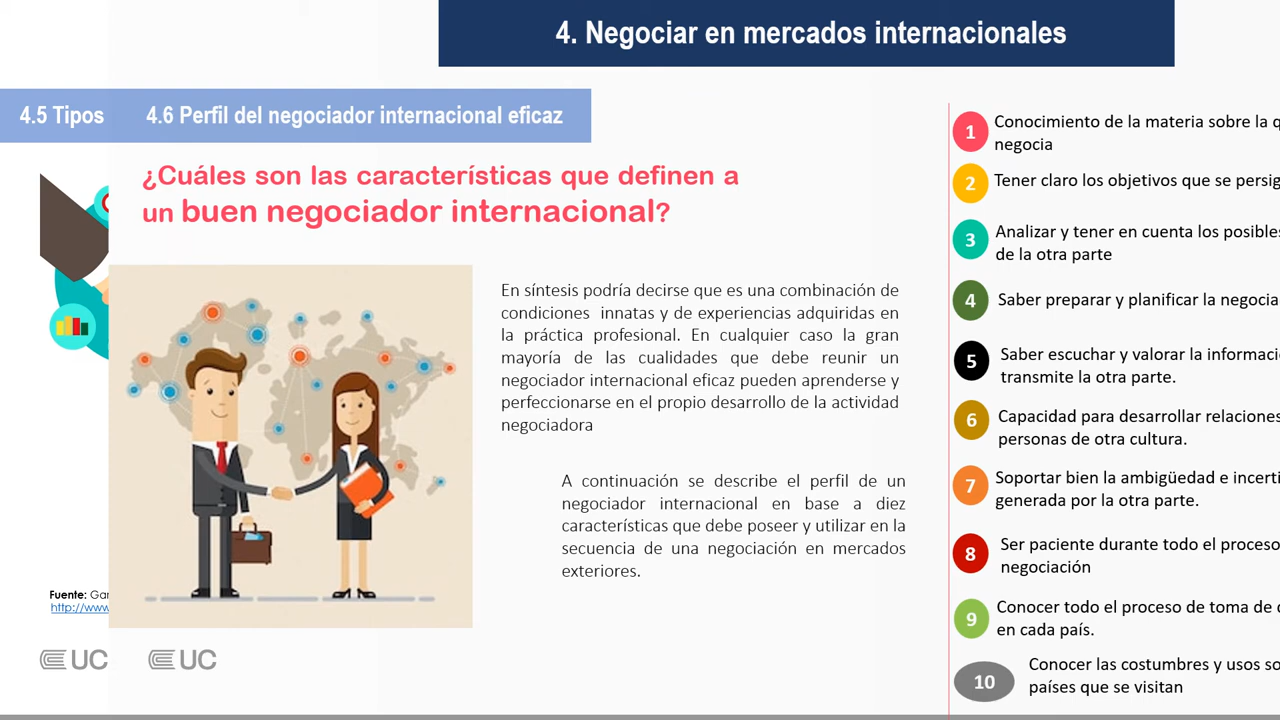 4. Negociar en mercados internacionales
4.5 Tipos
4.6 Perfil del negociador internacional eficaz
¿Cuáles son las características que definen a
un buen negociador internacional?
En síntesis podría decirse que es una combinación de
condiciones innatas y de experiencias adquiridas en
la práctica profesional. En cualquier caso la gran
mayoría de las cualidades que debe reunir un
negociador internacional eficaz pueden aprenderse y
perfeccionarse en el propio desarrollo de la actividad
negociadora
A continuación se describe el perfil de un
negociador internacional en base a diez
características que debe poseer y utilizar en la
secuencia de una negociación en mercados
exteriores.
1 Conocimiento de la materia sobre la
negocia
2 Tener claro los objetivos que se
3 Analizar y tener en cuenta los posibles
de la otra parte
4 Saber preparar y planificar la
5 Saber escuchar y valorar la
transmite la otra parte.
6 Capacidad para desarrollar relaciones
personas de otra cultura.
7 Soportar bien la ambigüedad e
generada por la otra parte.
8 Ser paciente durante todo el proceso
negociación
9 Conocer todo el proceso de toma de
en cada país.
10 Conocer las costumbres y usos
países que se visitan
Fuente:
http://www
UC
UC